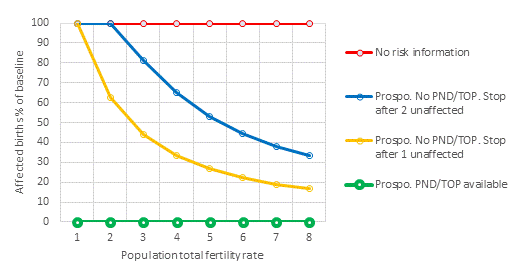 100
90
80
70
60
50
40
30
20
10
0
Affected births % of baseline
1 2 3 4 5 6 7 8
Population total fertility rate
No risk information
Prospo. No PND/TOP. Stop
after 2 unaffected
Prospo. No PND/TOP. Stop
after 1 unaffected
Prospo. PND/TOP available